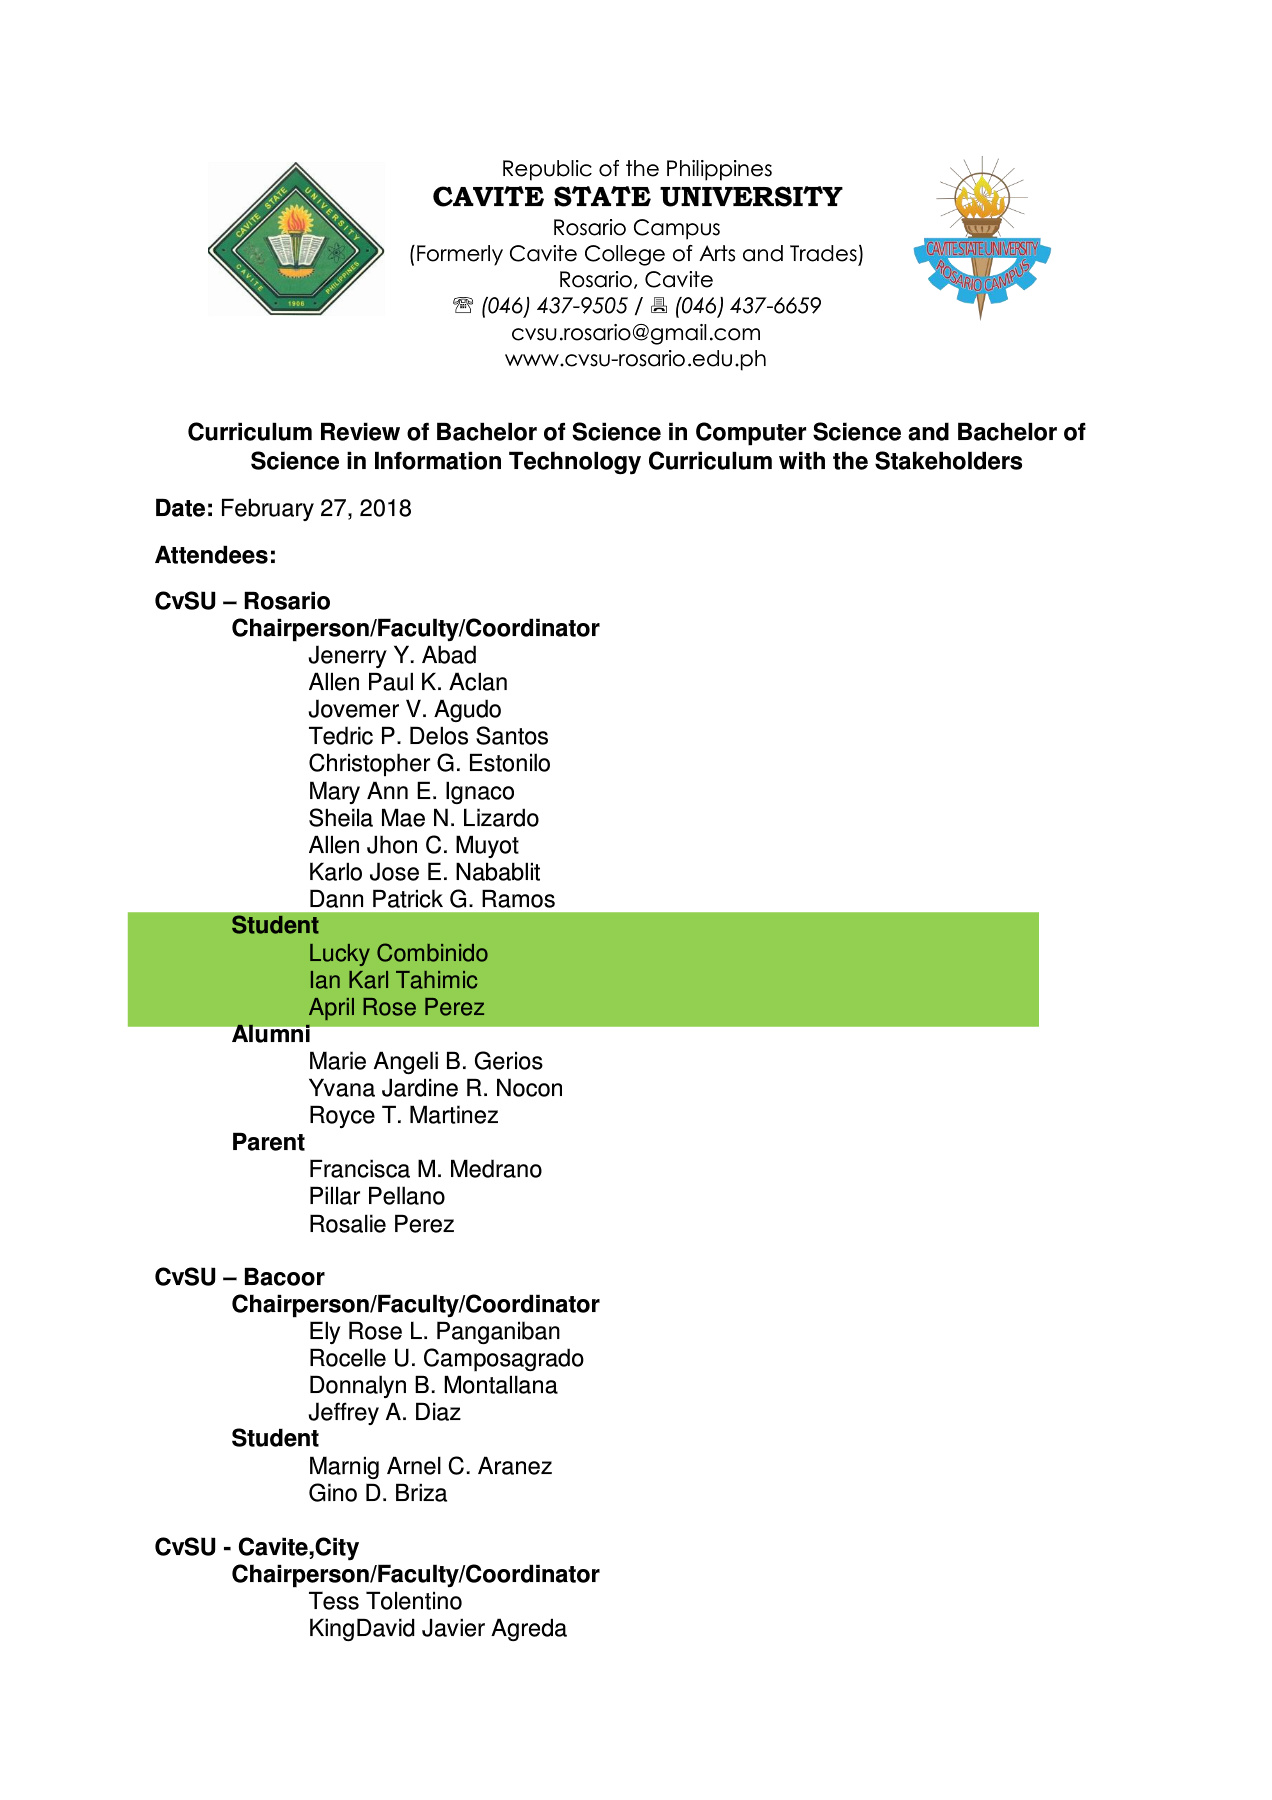 Republic of the Philippines
CAVITE STATE UNIVERSITY
Rosario Campus
(Formerly Cavite College of Arts and Trades)
Rosario, Cavite
☎ (046) 437-9505 / 🖷 (046) 437-6659
cvsu.rosario@gmail.com
www.cvsu-rosario.edu.ph
CAVITE STATE UNIVERSITY
CAVITE PHILIPPINES
1906
CvSU
CAVITE STATE UNIVERSITY
ROSARIO CAMPUS
Curriculum Review of Bachelor of Science in Computer Science and Bachelor of
Science in Information Technology Curriculum with the Stakeholders
Date: February 27, 2018
Attendees:
CvSU – Rosario
Chairperson/Faculty/Coordinator
Jenerry Y. Abad
Allen Paul K. Aclan
Jovemer V. Agudo
Tedric P. Delos Santos
Christopher G. Estonilo
Mary Ann E. Ignaco
Sheila Mae N. Lizardo
Allen Jhon C. Muyot
Karlo Jose E. Nabablit
Dann Patrick G. Ramos
Student
Lucky Combinido
Ian Karl Tahimic
April Rose Perez
Alumni
Marie Angeli B. Gerios
Yvana Jardine R. Nocon
Royce T. Martinez
Parent
Francisca M. Medrano
Pillar Pellano
Rosalie Perez
CvSU – Bacoor
Chairperson/Faculty/Coordinator
Ely Rose L. Panganiban
Rocelle U. Camposagrado
Donnalyn B. Montallana
Jeffrey A. Diaz
Student
Marnig Arnel C. Aranez
Gino D. Briza
CvSU - Cavite,City
Chairperson/Faculty/Coordinator
Tess Tolentino
KingDavid Javier Agreda